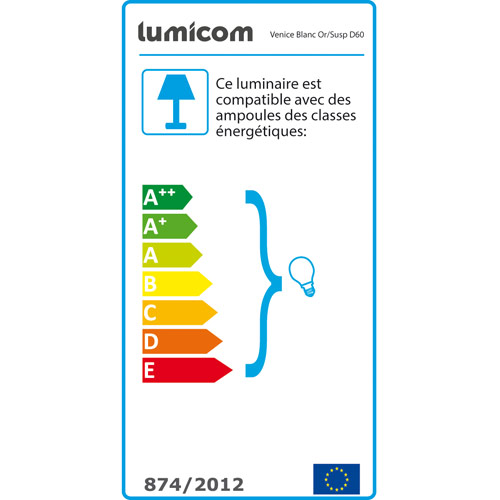 lumicom
Venice Blanc Or/Susp D60
Ce luminaire est
compatible avec des
ampoules des classes
énergétiques:
A++
A+
A
B
C
D
E
874/2012